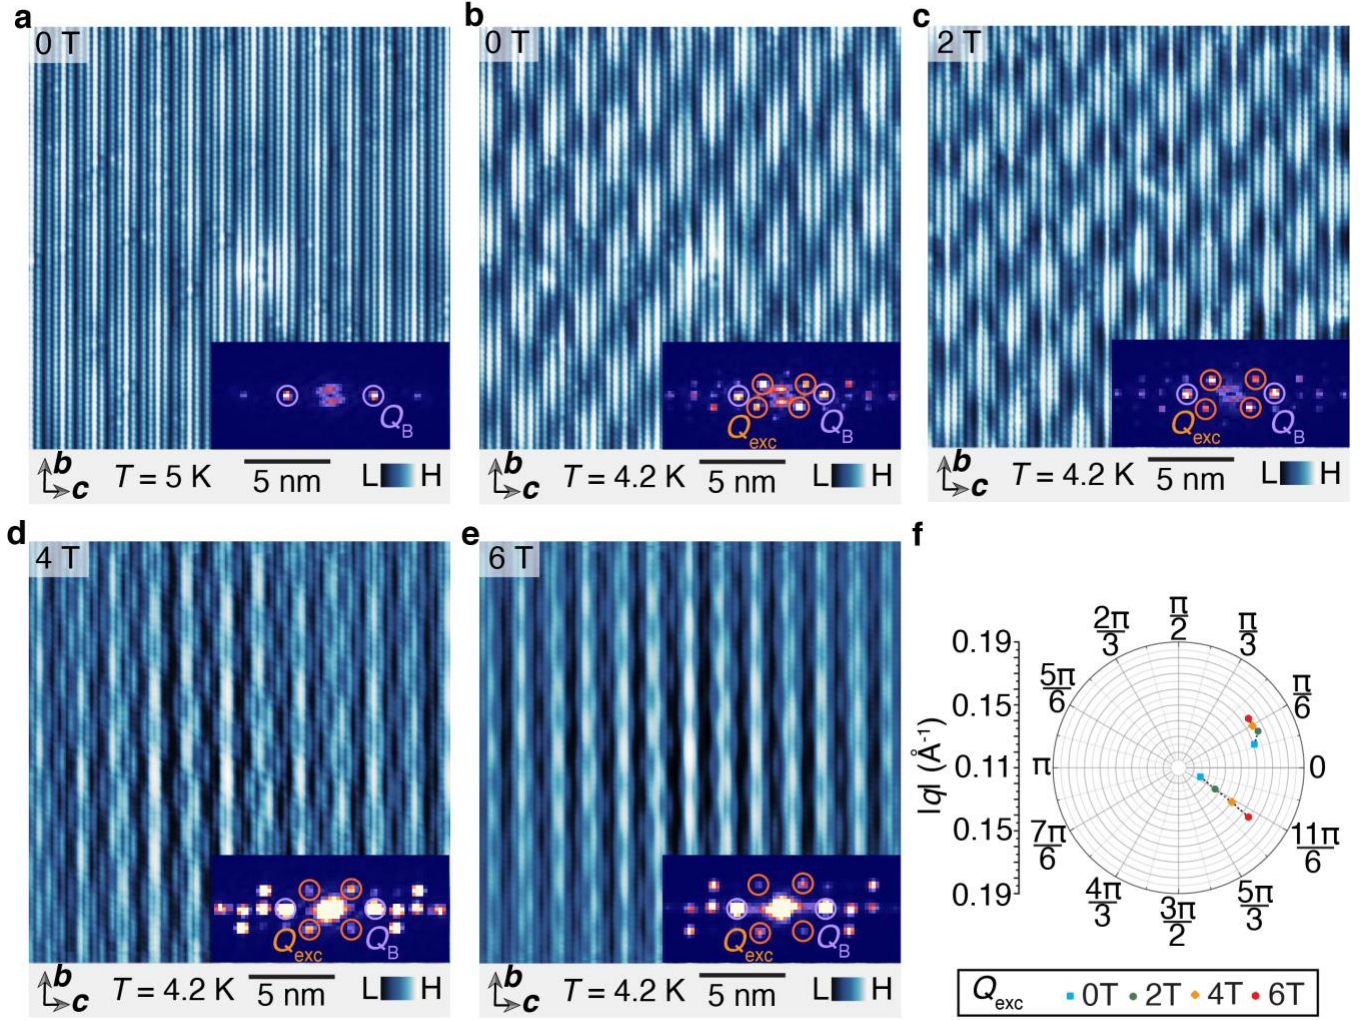 a
0 T
Q_B
b
c
T = 5 K
5 nm
L H
b
0 T
Q_exc
Q_B
b
c
T = 4.2 K
5 nm
L H
c
2 T
Q_exc
Q_B
b
c
T = 4.2 K
5 nm
L H
d
4 T
Q_exc
Q_B
b
c
T = 4.2 K
5 nm
L H
e
6 T
Q_exc
Q_B
b
c
T = 4.2 K
5 nm
L H
f
|q| (Å⁻¹)
0.19
0.15
0.11
0.15
0.19
π/2
π/3
π/6
0
11π/6
5π/3
3π/2
4π/3
7π/6
π
5π/6
2π/3
Q_exc 0T 2T 4T 6T